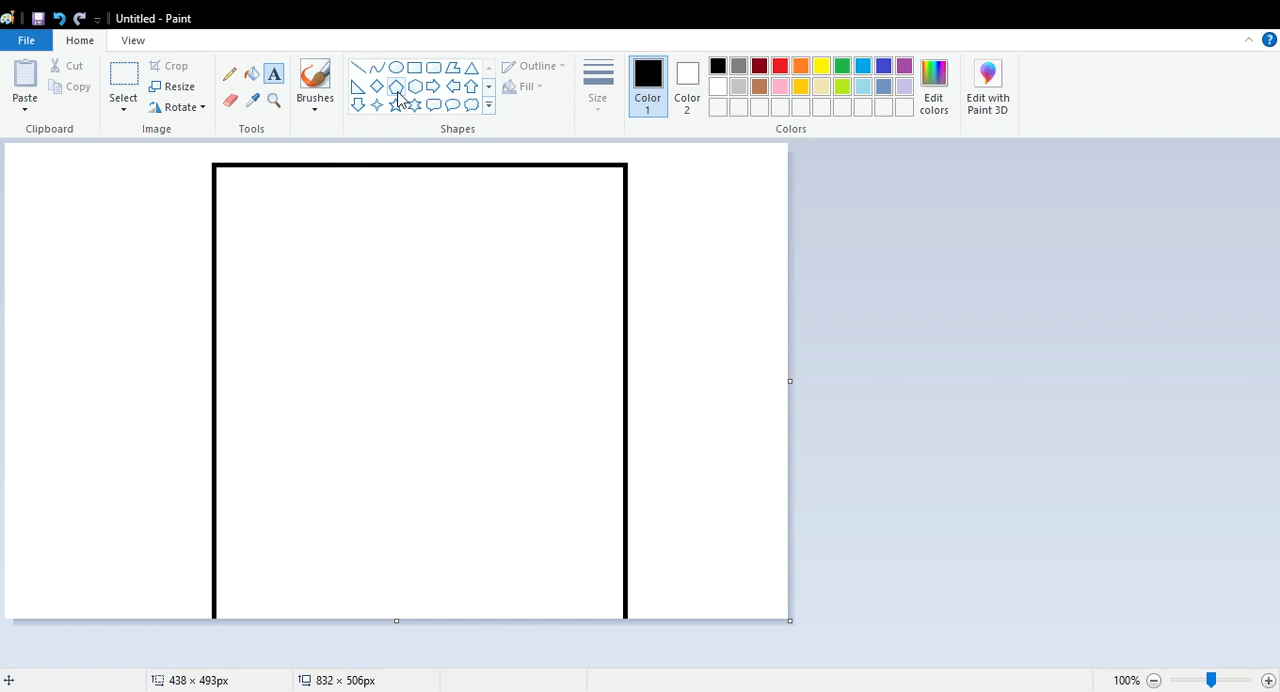 Untitled - Paint
File Home View
Paste Cut Copy
Clipboard
Select Crop Resize Rotate
Image
A
Tools
Brushes
Outline Fill
Shapes
Size
Color 1 Color 2
Edit colors
Colors
Edit with Paint 3D
?
438 × 493px 832 × 506px 100%